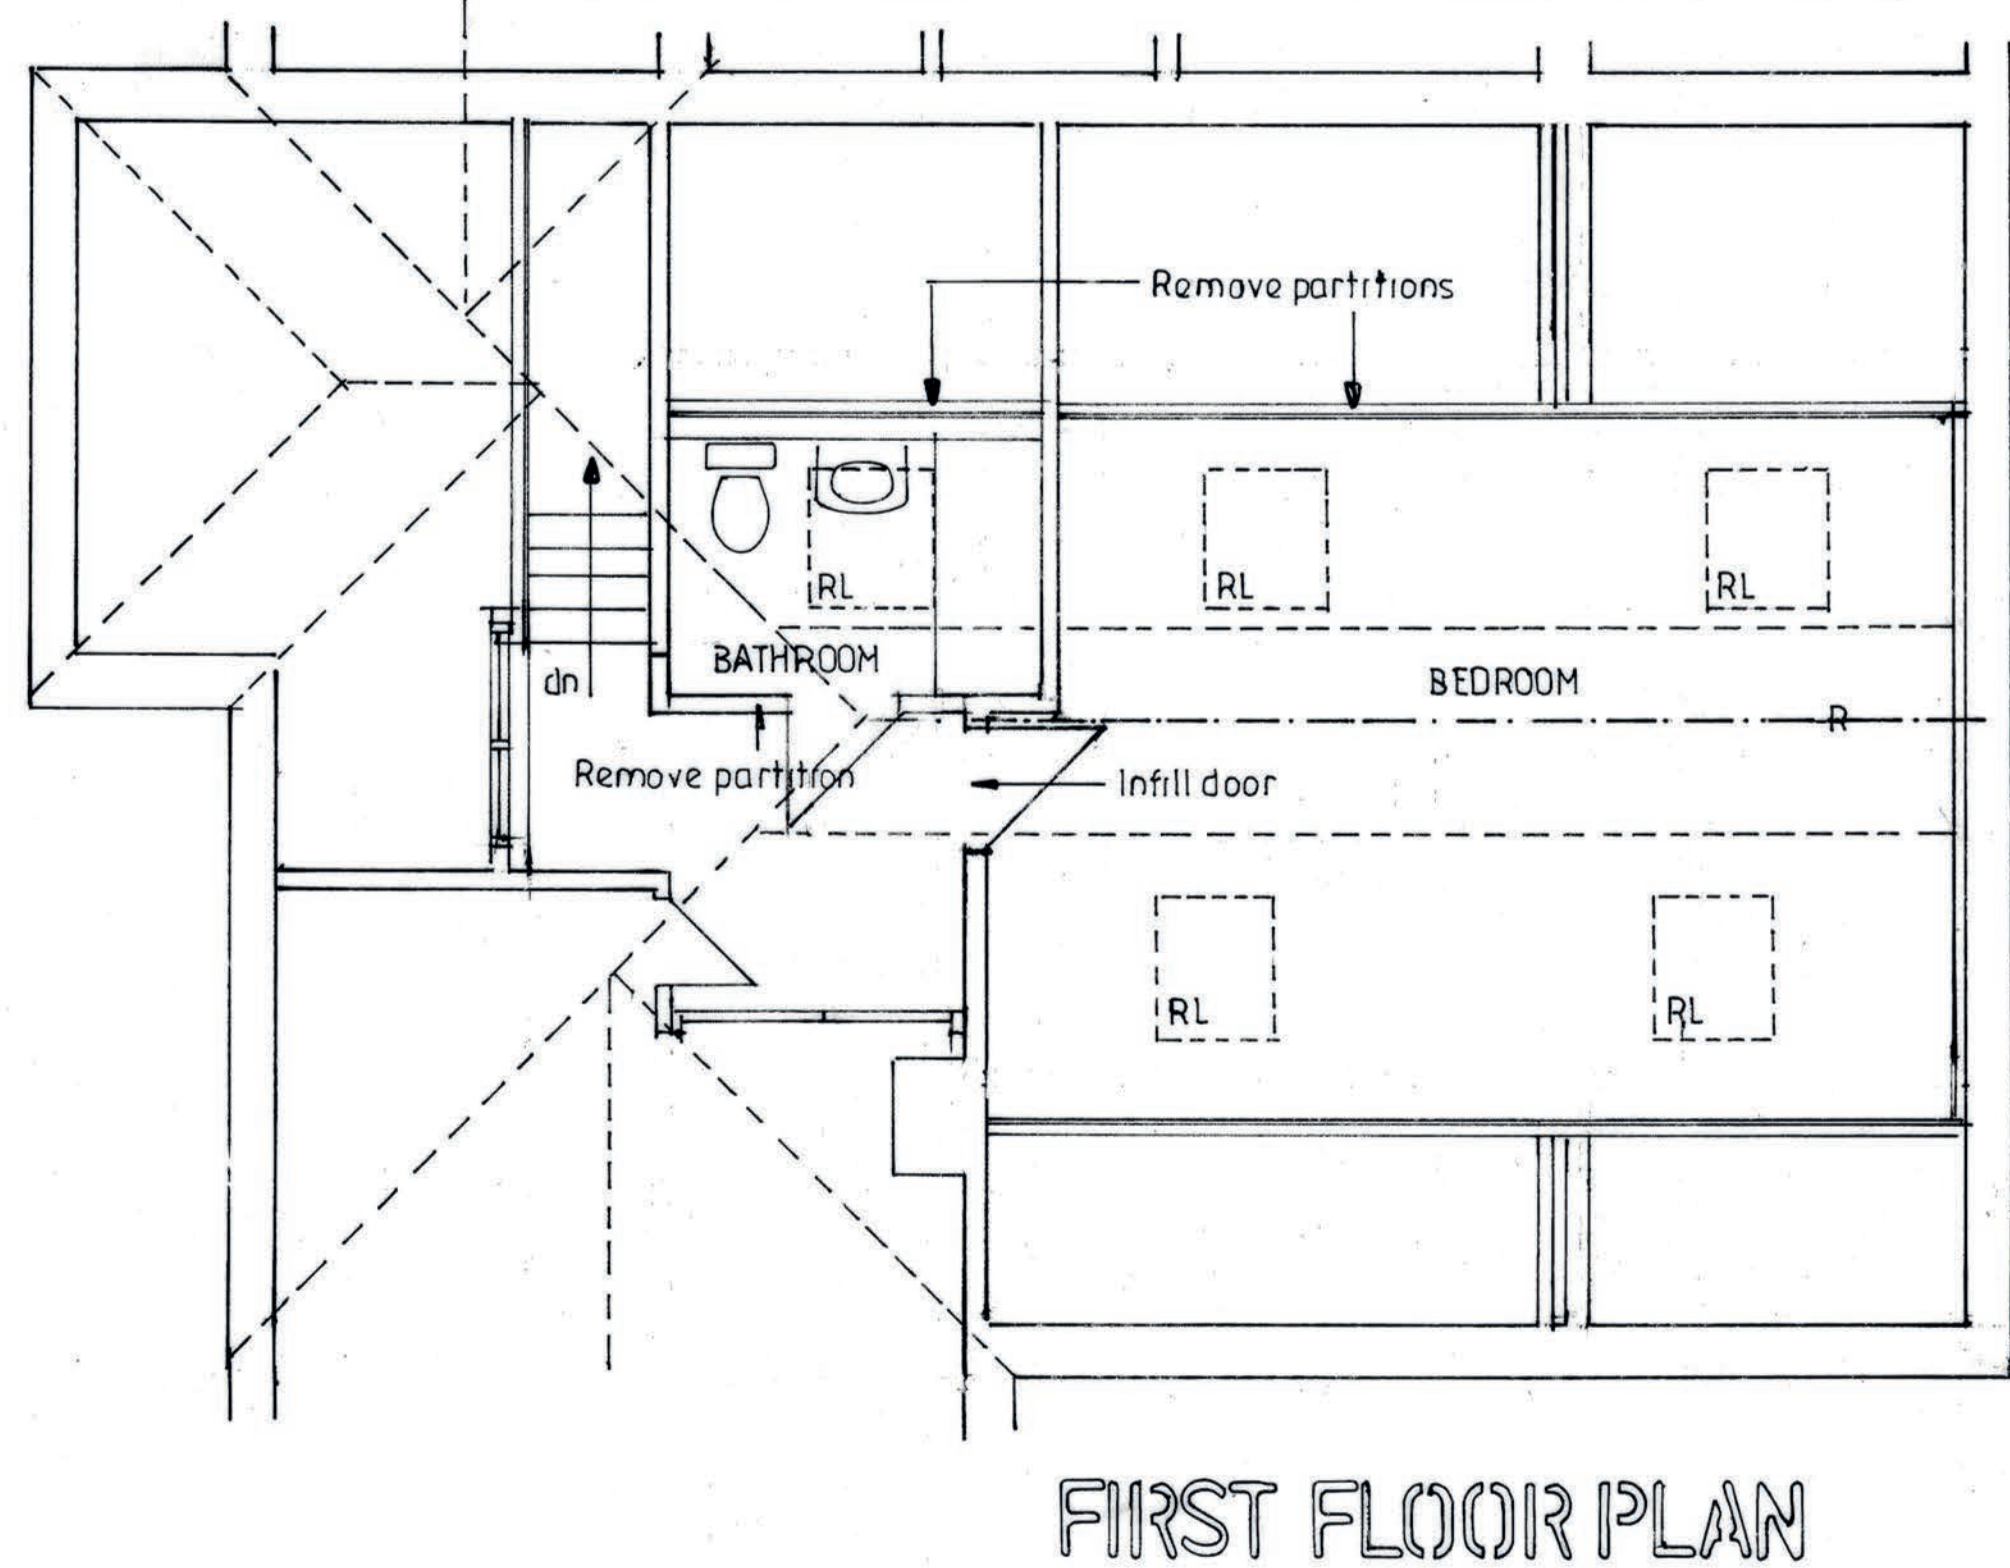 Remove partitions
RL
RL
RL
BATHROOM
BEDROOM
dn
R
Remove partition
Infill door
RL
RL
FIRST FLOOR PLAN